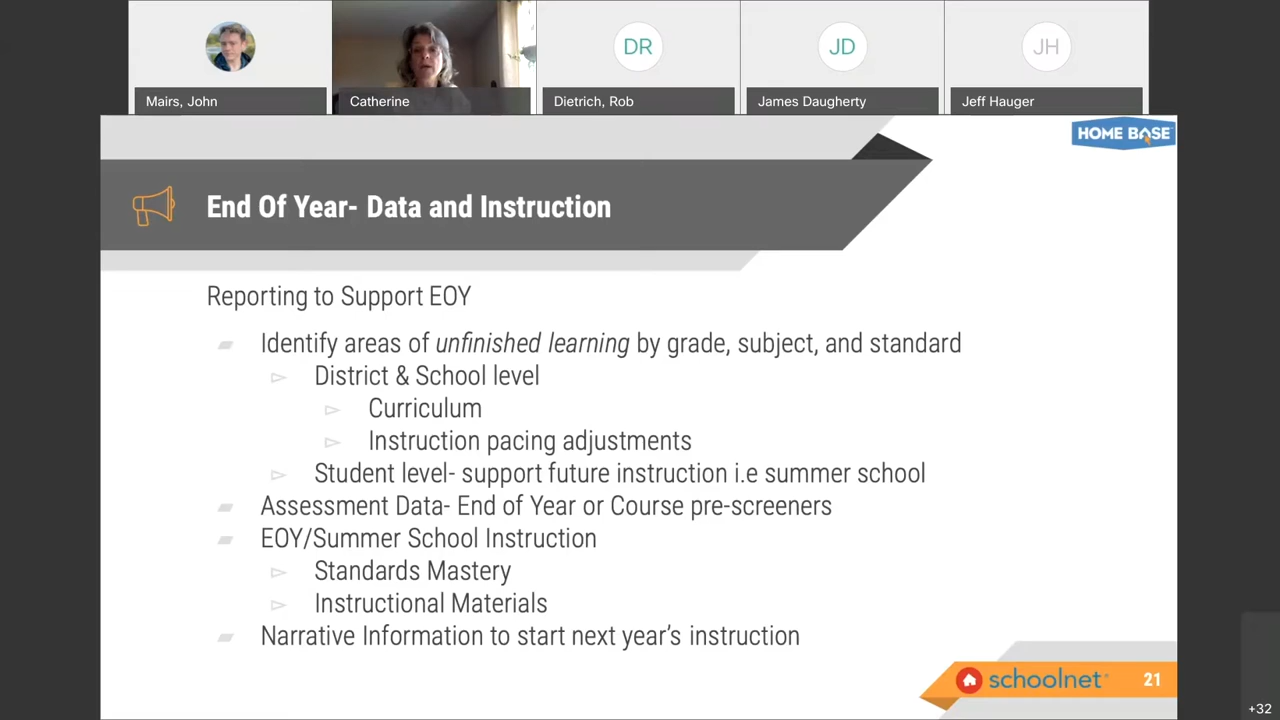 DR
JD
JH
Mairs, John
Catherine
Dietrich, Rob
James Daugherty
Jeff Hauger
HOME BASE
End Of Year- Data and Instruction
Reporting to Support EOY
Identify areas of unfinished learning by grade, subject, and standard
District & School level
Curriculum
Instruction pacing adjustments
Student level- support future instruction i.e summer school
Assessment Data- End of Year or Course pre-screeners
EOY/Summer School Instruction
Standards Mastery
Instructional Materials
Narrative Information to start next year's instruction
schoolnet
21
+32